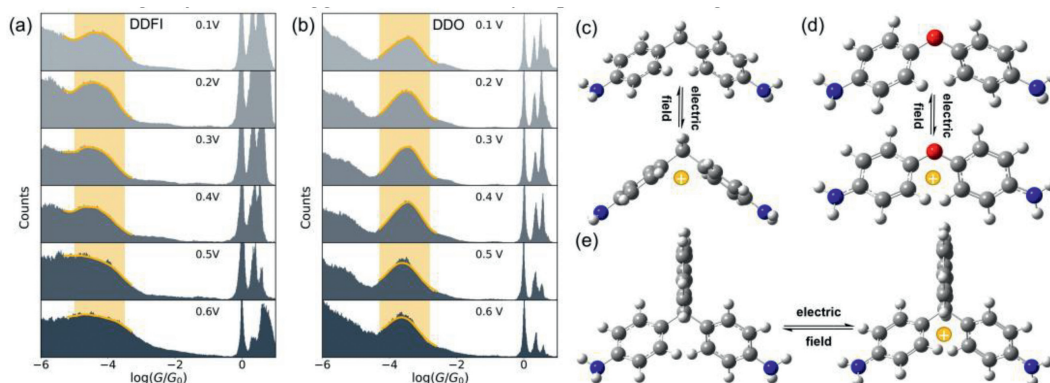 (a)
DDFI
0.1V
0.2V
0.3V
0.4V
0.5V
0.6V
Counts
−6
−4
−2
0
log(G/G₀)
(b)
DDO
0.1 V
0.2 V
0.3 V
0.4 V
0.5 V
0.6 V
Counts
−6
−4
−2
0
log(G/G₀)
(c)
electric
field
+
(d)
electric
field
+
(e)
electric
field
+